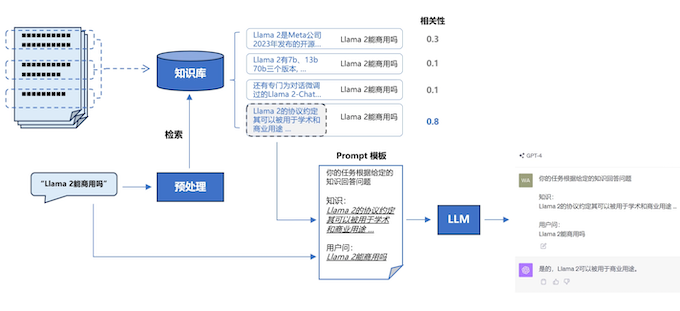 相关性
Llama 2是Meta公司
2023年发布的开源...
Llama 2能商用吗
0.3
Llama 2有7b，13b
70b三个版本, ...
Llama 2能商用吗
0.1
还有专门为对话微调
过的Llama 2-Chat...
Llama 2能商用吗
0.1
Llama 2的协议约定
其可以被用于学术和
商业用途 ...
Llama 2能商用吗
0.8
知识库
检索
"Llama 2能商用吗"
预处理
Prompt 模板
你的任务根据给定的
知识回答问题
知识：
Llama 2的协议约定
其可以被用于学术
和商业用途 ...
用户问：
Llama 2能商用吗
LLM
GPT-4
WA
你的任务根据给定的知识回答问题
知识：
Llama 2的协议约定其可以被用于学术和商业用途 ...
用户问：
Llama 2能商用吗
是的，Llama 2可以被用于商业用途。